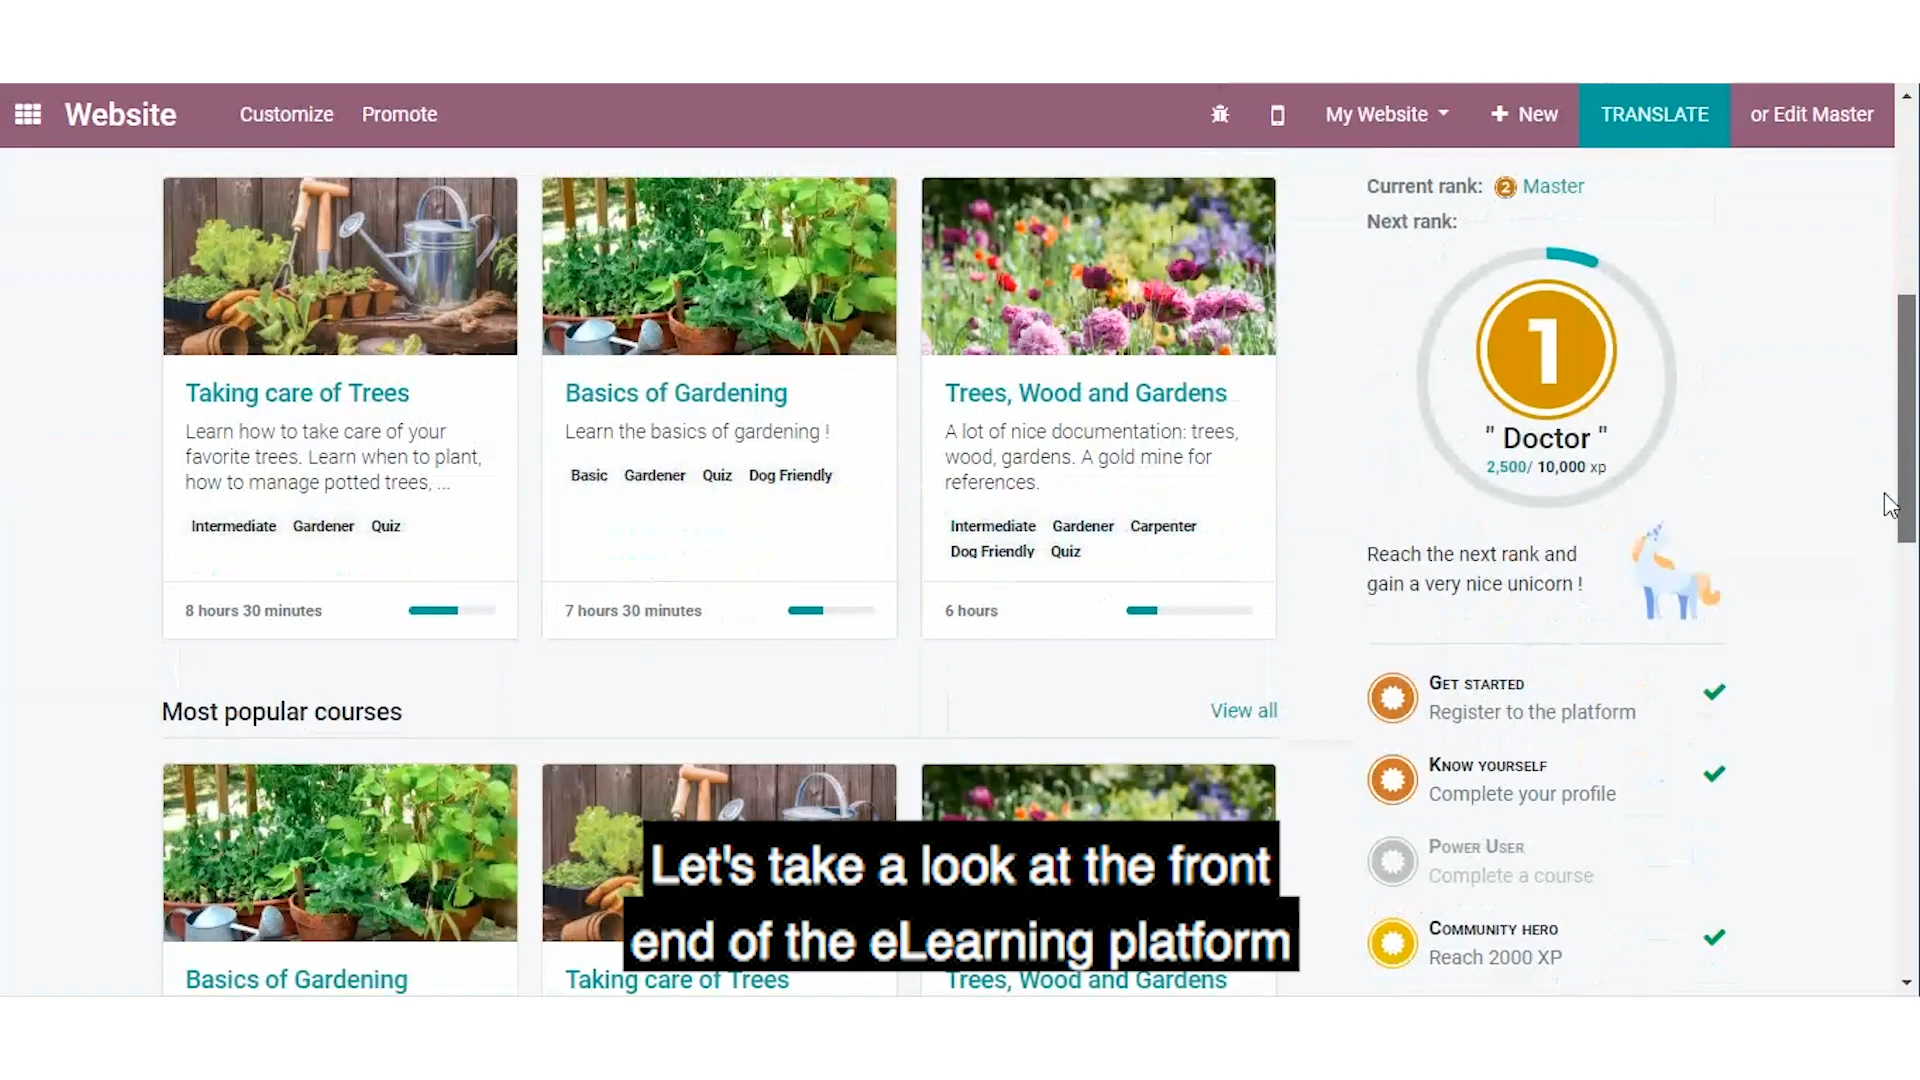 Website
Customize
Promote
My Website
+ New
TRANSLATE
or Edit Master
Taking care of Trees
Learn how to take care of your
favorite trees. Learn when to plant,
how to manage potted trees, ...
Intermediate Gardener Quiz
8 hours 30 minutes
Basics of Gardening
Learn the basics of gardening !
Basic Gardener Quiz Dog Friendly
7 hours 30 minutes
Trees, Wood and Gardens
A lot of nice documentation: trees,
wood, gardens. A gold mine for
references.
Intermediate Gardener Carpenter
Dog Friendly Quiz
6 hours
Current rank: 2 Master
Next rank:
1
" Doctor "
2,500/ 10,000 xp
Reach the next rank and
gain a very nice unicorn !
GET STARTED
Register to the platform
KNOW YOURSELF
Complete your profile
POWER USER
Complete a course
COMMUNITY HERO
Reach 2000 XP
Most popular courses
View all
Basics of Gardening
Taking care of Trees
Trees, Wood and Gardens
Let's take a look at the front
end of the eLearning platform